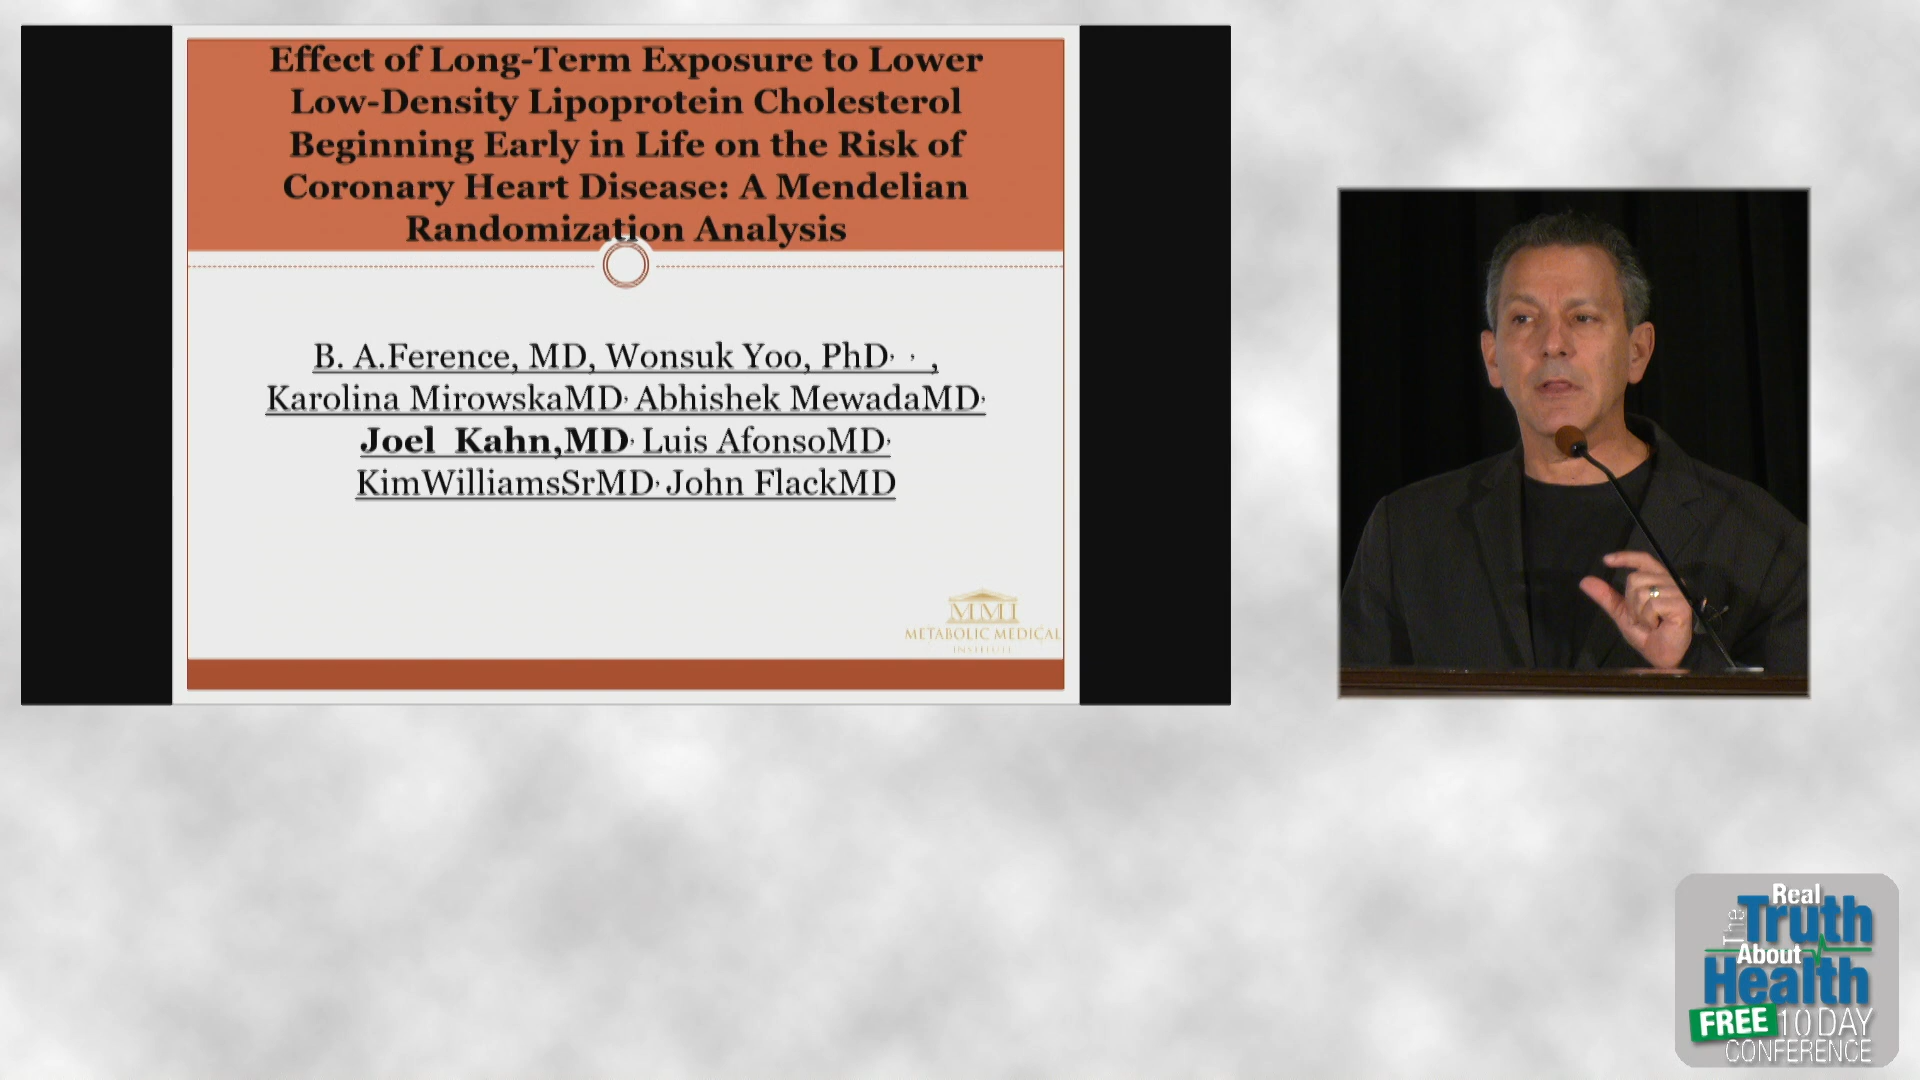 Effect of Long-Term Exposure to Lower
Low-Density Lipoprotein Cholesterol
Beginning Early in Life on the Risk of
Coronary Heart Disease: A Mendelian
Randomization Analysis
B. A.Ference, MD, Wonsuk Yoo, PhD, , ,
Karolina MirowskaMD, Abhishek MewadaMD,
Joel Kahn,MD, Luis AfonsoMD,
KimWilliamsSrMD, John FlackMD
MMI
METABOLIC MEDICAL
INSTITUTE
The Real
Truth
About
Health
FREE 10 DAY
CONFERENCE